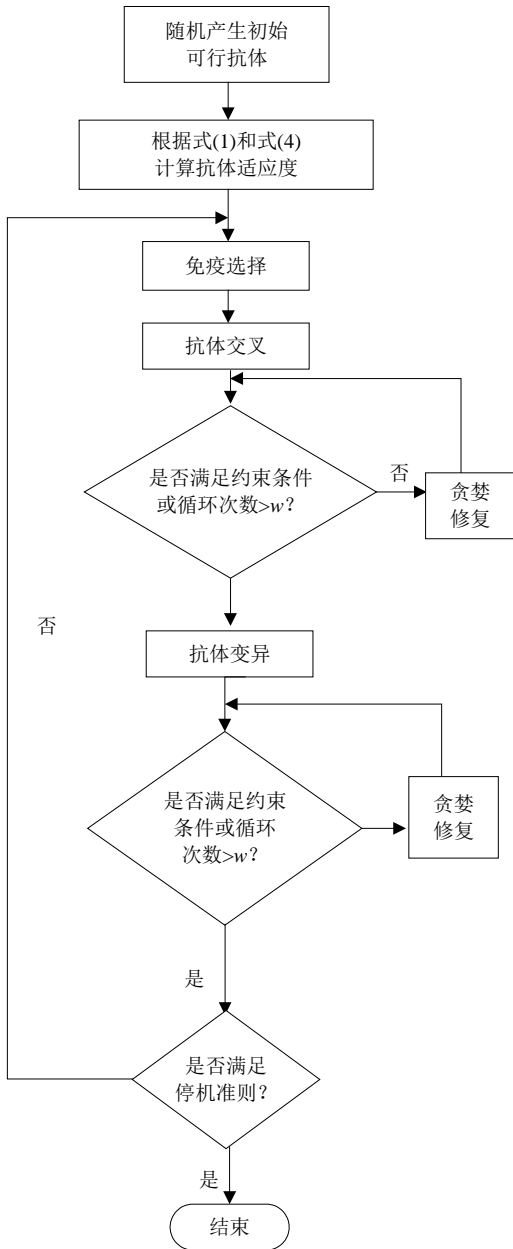 随机产生初始
可行抗体
根据式(1)和式(4)
计算抗体适应度
免疫选择
抗体交叉
是否满足约束条件
或循环次数>w?
否
贪婪
修复
否
抗体变异
是否满足约束
条件或循环
次数>w?
贪婪
修复
是
是否满足
停机准则?
是
结束